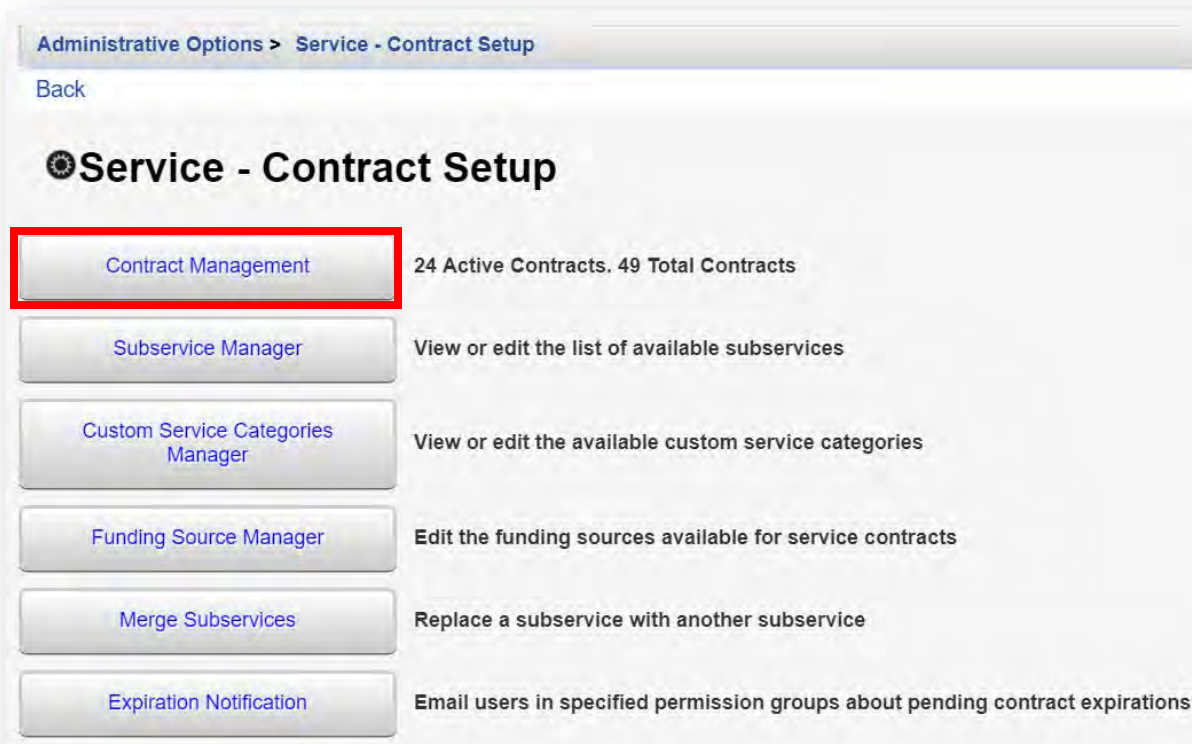 Administrative Options > Service - Contract Setup
Back
Service - Contract Setup
Contract Management
24 Active Contracts. 49 Total Contracts
Subservice Manager
View or edit the list of available subservices
Custom Service Categories
Manager
View or edit the available custom service categories
Funding Source Manager
Edit the funding sources available for service contracts
Merge Subservices
Replace a subservice with another subservice
Expiration Notification
Email users in specified permission groups about pending contract expirations